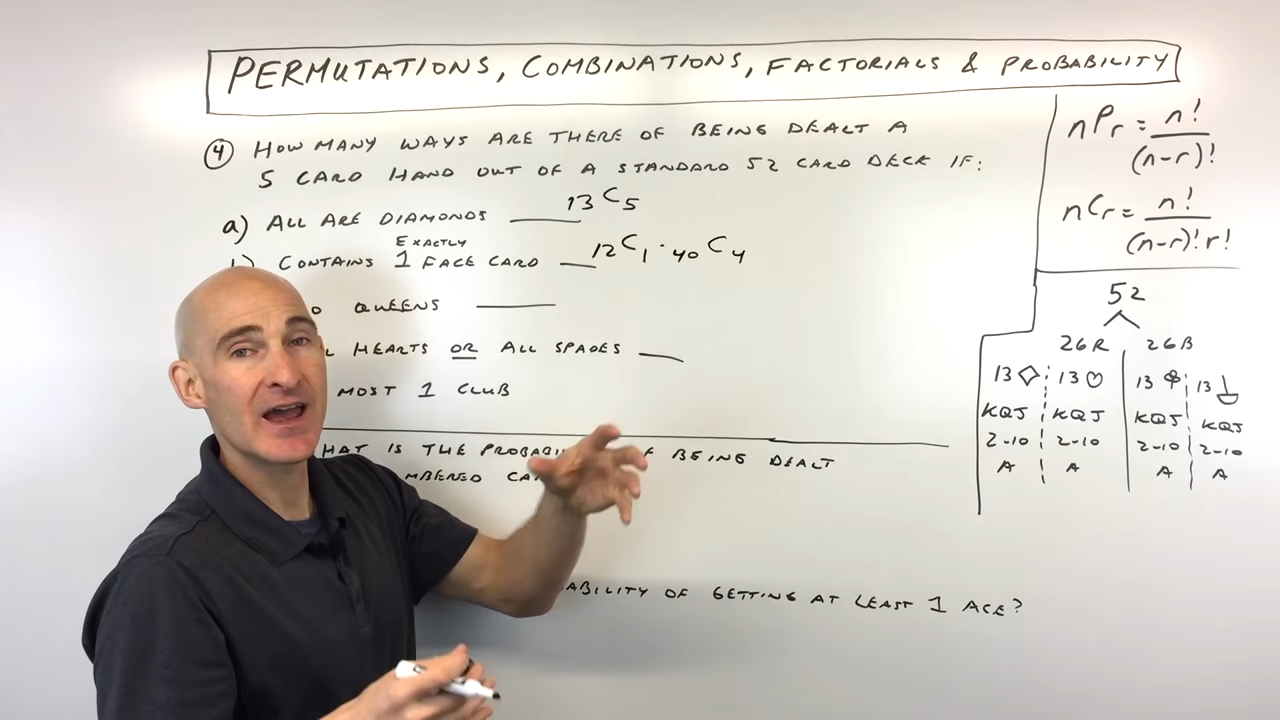 PERMUTATIONS, COMBINATIONS, FACTORIALS & PROBABILITY
④ HOW MANY WAYS ARE THERE OF BEING DEALT A
5 CARD HAND OUT OF A STANDARD 52 CARD DECK IF:
a) ALL ARE DIAMONDS 13C5
EXACTLY
CONTAINS 1 FACE CARD 12C1 · 40C4
QUEENS
HEARTS OR ALL SPADES
MOST 1 CLUB
IS THE BEING DEALT
ABILITY OF GETTING AT LEAST 1 ACE?
nPr = n!
(n-r)!
nCr = n!
(n-r)! r!
52
26R 26B
13 ◇ 13 ♡ 13 ♣ 13
KQJ KQJ KQJ KQJ
2-10 2-10 2-10 2-10
A A A A